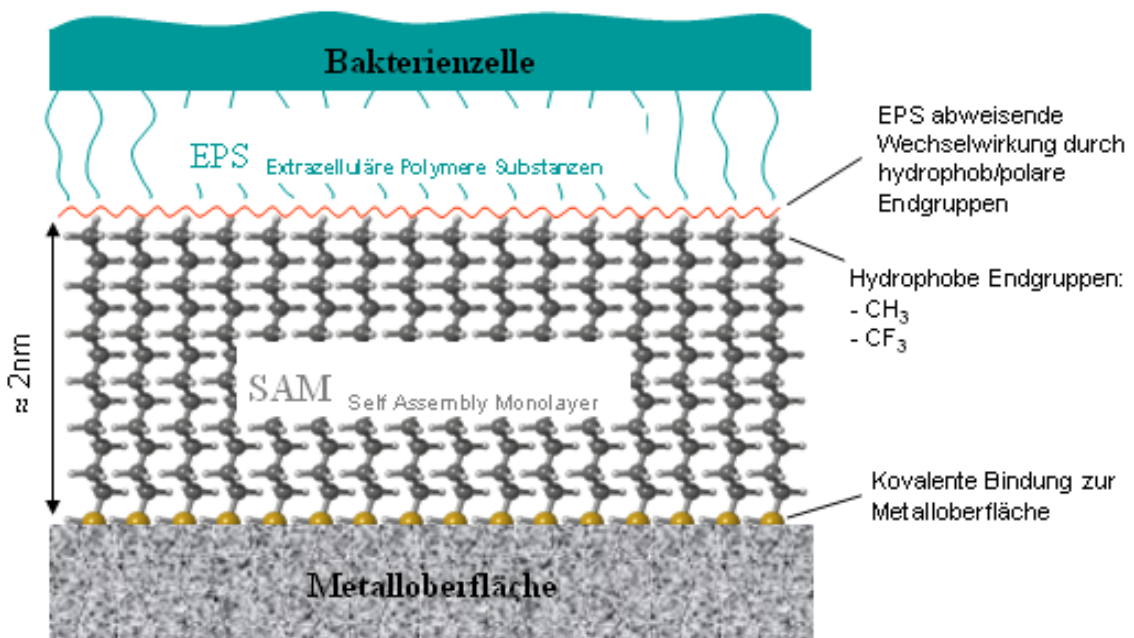 Bakterienzelle
EPS Extrazelluläre Polymere Substanzen
EPS abweisende
Wechselwirkung durch
hydrophob/polare
Endgruppen
Hydrophobe Endgruppen:
- CH₃
- CF₃
≈ 2nm
SAM Self Assembly Monolayer
Kovalente Bindung zur
Metalloberfläche
Metalloberfläche